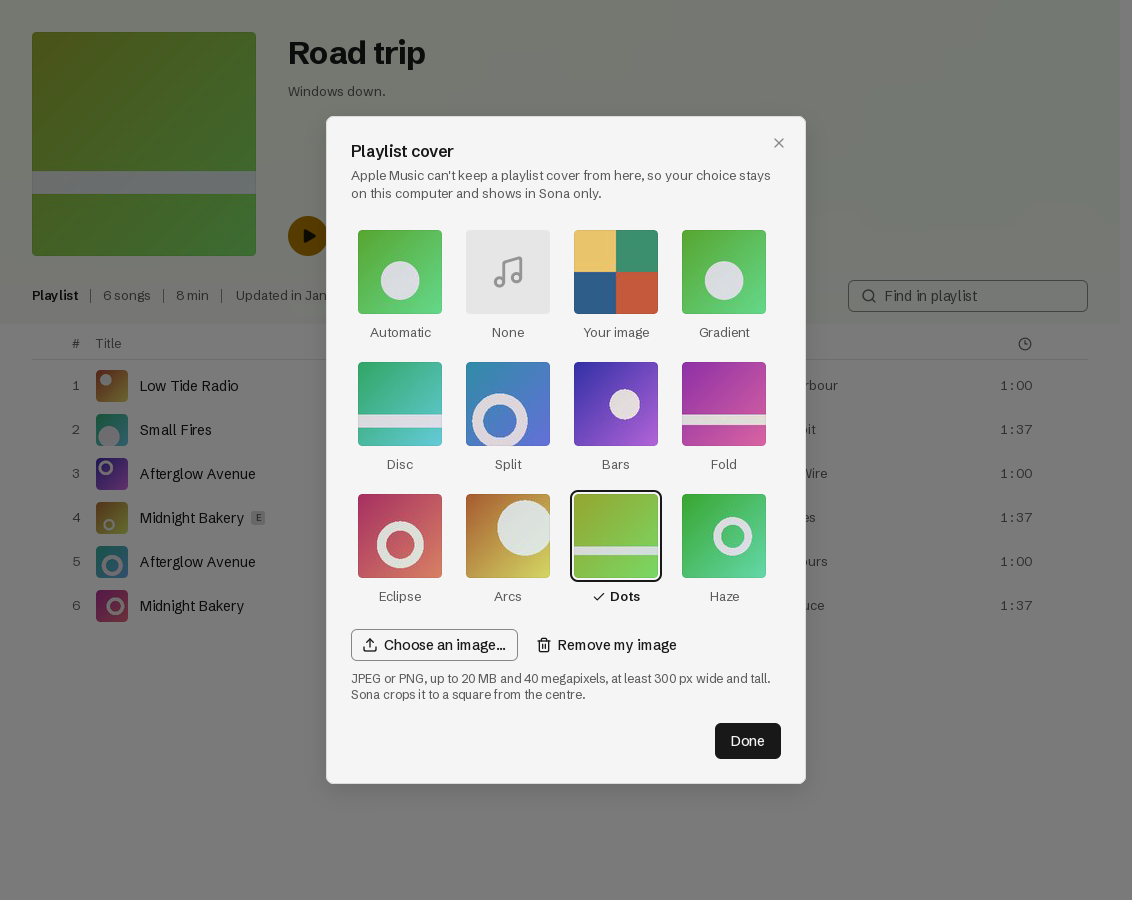 Road trip
Windows down.
Playlist cover
Apple Music can't keep a playlist cover from here, so your choice stays
on this computer and shows in Sona only.
Automatic
None
Your image
Gradient
Playlist
6 songs
8 min
Updated in Jan
Find in playlist
# Title
Disc
Split
Bars
Fold
1 Low Tide Radio 1:00
2 Small Fires 1:37
3 Afterglow Avenue 1:00
4 Midnight Bakery E 1:37
5 Afterglow Avenue 1:00
6 Midnight Bakery 1:37
Eclipse
Arcs
Dots
Haze
Choose an image...
Remove my image
JPEG or PNG, up to 20 MB and 40 megapixels, at least 300 px wide and tall.
Sona crops it to a square from the centre.
Done